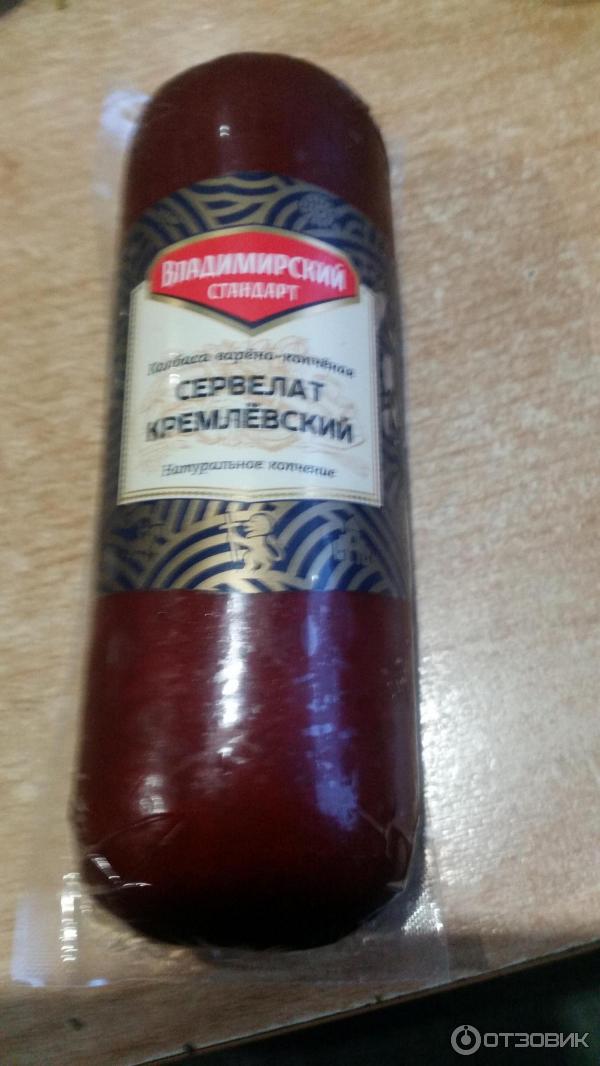 ВЛАДИМИРСКИЙ
СТАНДАРТ
Колбаса варёно-копчёная
СЕРВЕЛАТ
КРЕМЛЁВСКИЙ
Натуральное копчение
ОТЗОВИК